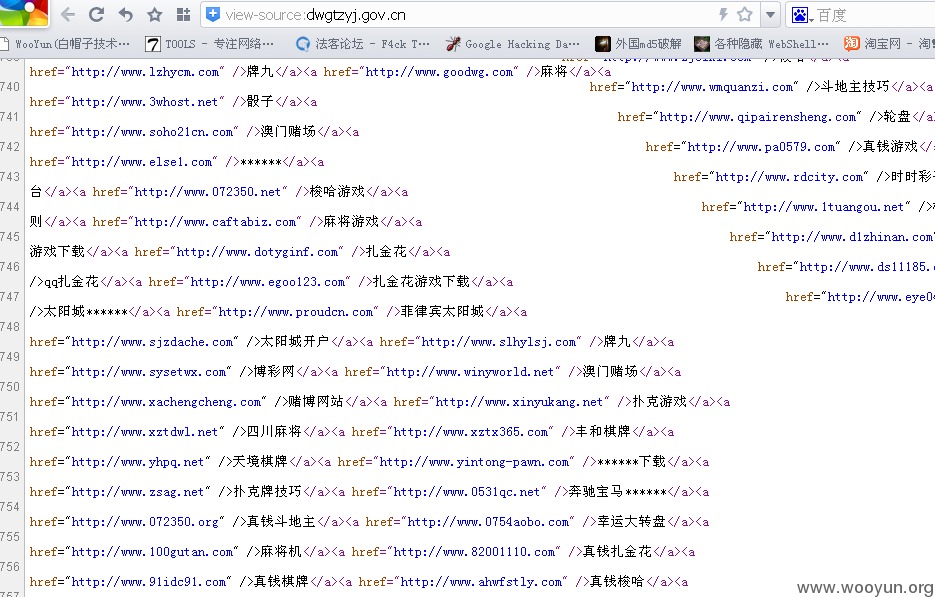 view-source:dwgtzyj.gov.cn 百度
WooYun(白帽子技术··· TOOLS - 专注网络··· 法客论坛 - F4ck T··· Google Hacking Da··· 外国md5破解 各种隐藏 WebShell··· 淘宝网 - 淘
href="http://www.lzhycm.com" />牌九</a><a href="http://www.goodwg.com" />麻将</a><a
740 href="http://www.wmquanzi.com" />斗地主技巧</a><a
href="http://www.3whost.net" />骰子</a><a
741 href="http://www.qipairensheng.com" />轮盘</a>
href="http://www.soho21cn.com" />澳门赌场</a><a
742 href="http://www.pa0579.com" />真钱游戏</
href="http://www.else1.com" />******</a><a
743 href="http://www.rdcity.com" />时时彩
台</a><a href="http://www.072350.net" />梭哈游戏</a><a
744 href="http://www.1tuangou.net" />
则</a><a href="http://www.caftabiz.com" />麻将游戏</a><a
745 href="http://www.d1zhinan.com"
游戏下载</a><a href="http://www.dotyginf.com" />扎金花</a><a
746 href="http://www.ds11185.
/>qq扎金花</a><a href="http://www.egoo123.com" />扎金花游戏下载</a><a
747 href="http://www.eye0
/>太阳城******</a><a href="http://www.proudcn.com" />菲律宾太阳城</a><a
748
href="http://www.sjzdache.com" />太阳城开户</a><a href="http://www.slhylsj.com" />牌九</a><a
749
href="http://www.sysetwx.com" />博彩网</a><a href="http://www.winyworld.net" />澳门赌场</a><a
750
href="http://www.xachengcheng.com" />赌博网站</a><a href="http://www.xinyukang.net" />扑克游戏</a><a
751
href="http://www.xztdwl.net" />四川麻将</a><a href="http://www.xztx365.com" />丰和棋牌</a><a
752
href="http://www.yhpq.net" />天境棋牌</a><a href="http://www.yintong-pawn.com" />******下载</a><a
753
href="http://www.zsag.net" />扑克牌技巧</a><a href="http://www.0531qc.net" />奔驰宝马******</a><a
754
href="http://www.072350.org" />真钱斗地主</a><a href="http://www.0754aobo.com" />幸运大转盘</a><a
755
href="http://www.100gutan.com" />麻将机</a><a href="http://www.82001110.com" />真钱扎金花</a><a
756
href="http://www.91idc91.com" />真钱棋牌</a><a href="http://www.ahwfstly.com" />真钱梭哈</a><a
www.wooyun.org